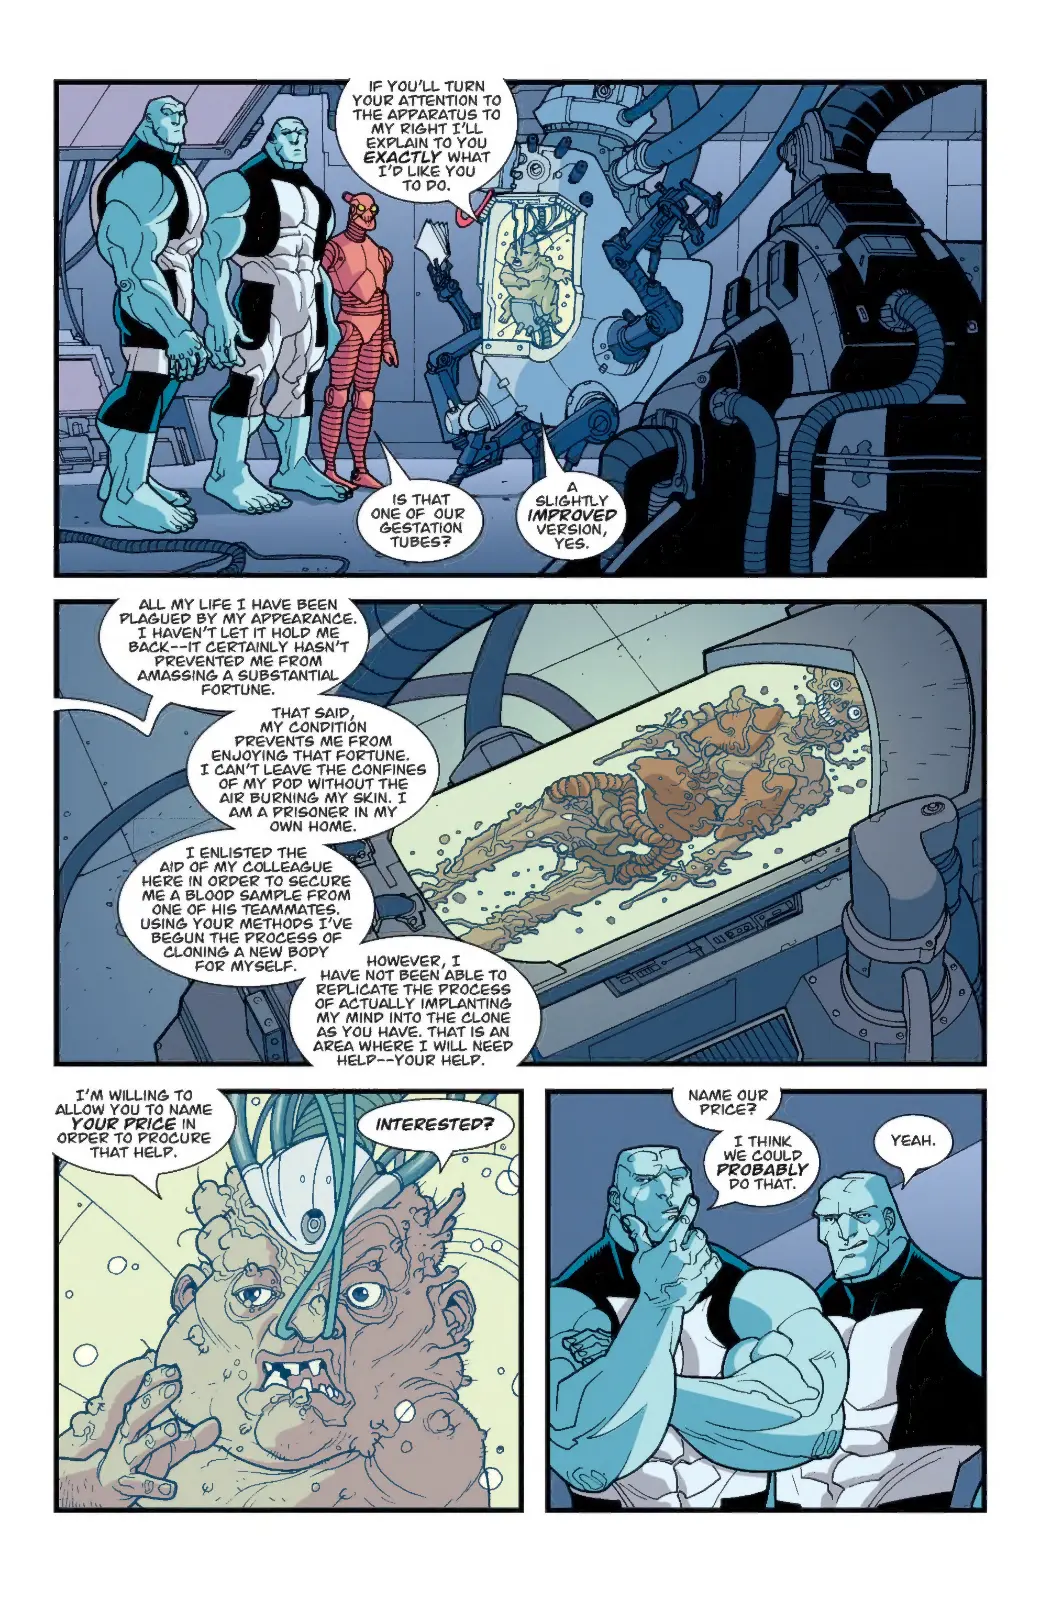 IF YOU'LL TURN
YOUR ATTENTION TO
THE APPARATUS TO
MY RIGHT I'LL
EXPLAIN TO YOU
EXACTLY WHAT
I'D LIKE YOU
TO DO.
IS THAT
ONE OF OUR
GESTATION
TUBES?
A
SLIGHTLY
IMPROVED
VERSION,
YES.
ALL MY LIFE I HAVE BEEN
PLAGUED BY MY APPEARANCE.
I HAVEN'T LET IT HOLD ME
BACK--IT CERTAINLY HASN'T
PREVENTED ME FROM
AMASSING A SUBSTANTIAL
FORTUNE.
THAT SAID,
MY CONDITION
PREVENTS ME FROM
ENJOYING THAT FORTUNE.
I CAN'T LEAVE THE CONFINES
OF MY POD WITHOUT THE
AIR BURNING MY SKIN. I
AM A PRISONER IN MY
OWN HOME.
I ENLISTED THE
AID OF MY COLLEAGUE
HERE IN ORDER TO SECURE
ME A BLOOD SAMPLE FROM
ONE OF HIS TEAMMATES.
USING YOUR METHODS I'VE
BEGUN THE PROCESS OF
CLONING A NEW BODY
FOR MYSELF.
HOWEVER, I
HAVE NOT BEEN ABLE TO
REPLICATE THE PROCESS
OF ACTUALLY IMPLANTING
MY MIND INTO THE CLONE
AS YOU HAVE. THAT IS AN
AREA WHERE I WILL NEED
HELP--YOUR HELP.
I'M WILLING TO
ALLOW YOU TO NAME
YOUR PRICE IN
ORDER TO PROCURE
THAT HELP.
INTERESTED?
NAME OUR
PRICE?
I THINK
WE COULD
PROBABLY
DO THAT.
YEAH.